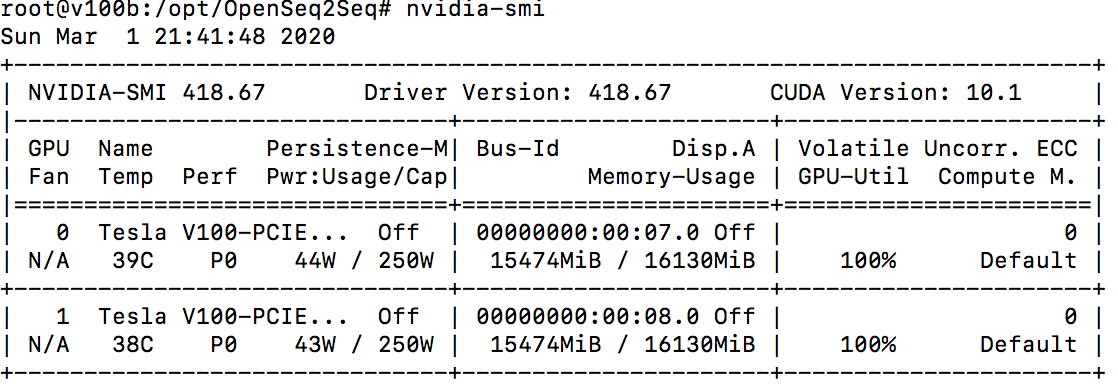 root@v100b:/opt/OpenSeq2Seq# nvidia-smi
Sun Mar  1 21:41:48 2020
+-----------------------------------------------------------------------------+
| NVIDIA-SMI 418.67       Driver Version: 418.67       CUDA Version: 10.1     |
|-------------------------------+----------------------+----------------------+
| GPU  Name        Persistence-M| Bus-Id        Disp.A | Volatile Uncorr. ECC |
| Fan  Temp  Perf  Pwr:Usage/Cap|         Memory-Usage | GPU-Util  Compute M. |
|===============================+======================+======================|
|   0  Tesla V100-PCIE...  Off  | 00000000:00:07.0 Off |                    0 |
| N/A   39C    P0    44W / 250W |  15474MiB / 16130MiB |    100%      Default |
+-------------------------------+----------------------+----------------------+
|   1  Tesla V100-PCIE...  Off  | 00000000:00:08.0 Off |                    0 |
| N/A   38C    P0    43W / 250W |  15474MiB / 16130MiB |    100%      Default |
+-------------------------------+----------------------+----------------------+